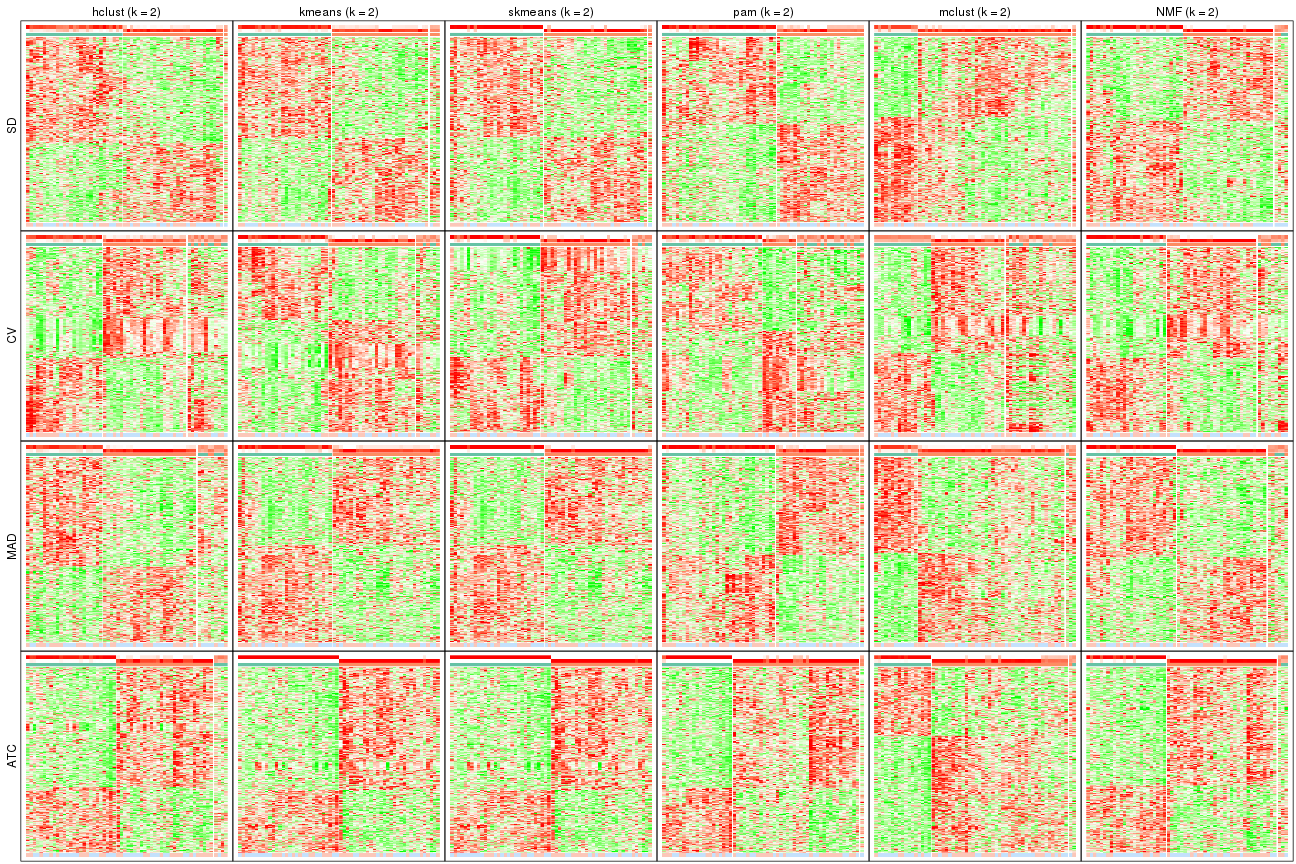 hclust (k = 2) kmeans (k = 2) skmeans (k = 2) pam (k = 2) mclust (k = 2) NMF (k = 2)
SD
CV
MAD
ATC